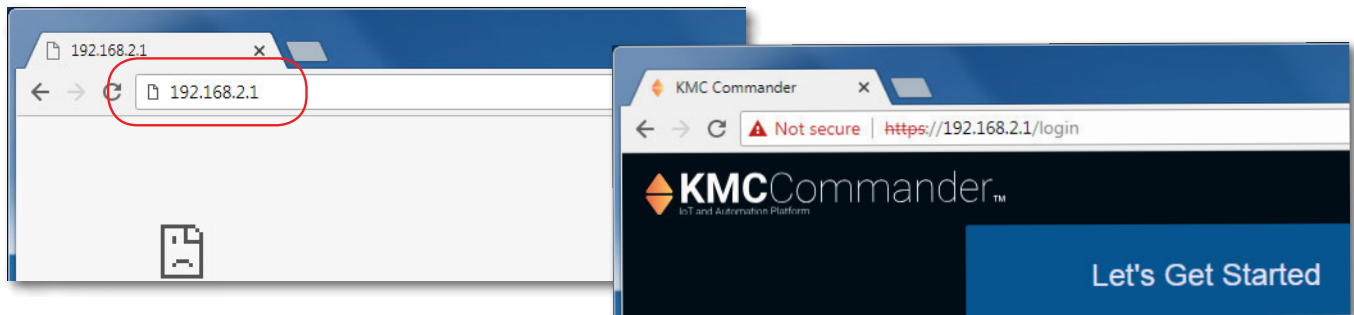 192.168.2.1
192.168.2.1
KMC Commander
Not secure | https://192.168.2.1/login
KMCCommander™
IoT and Automation Platform
Let's Get Started